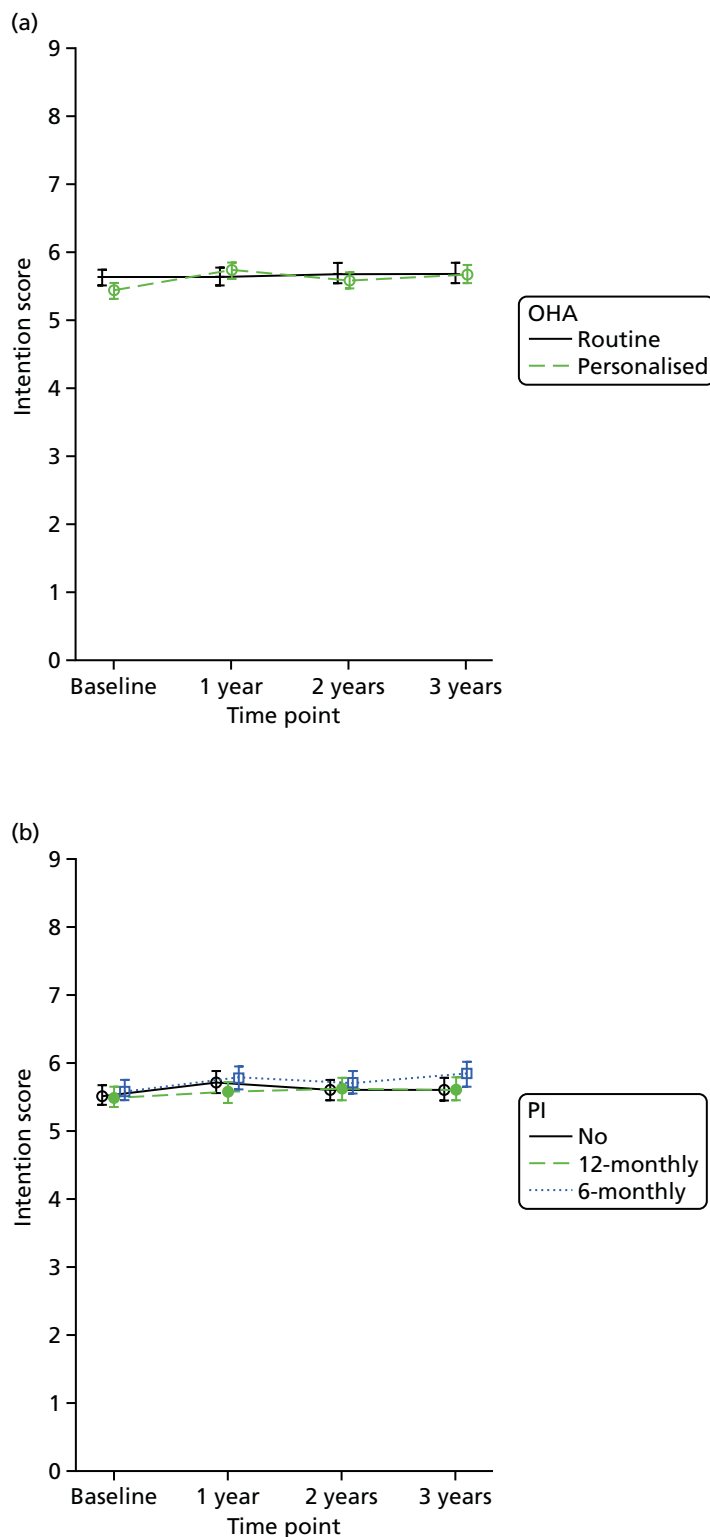 (a)
9
8
7
6
5
4
3
2
1
0
Intention score
Baseline 1 year 2 years 3 years
Time point
OHA
Routine
Personalised
(b)
9
8
7
6
5
4
3
2
1
0
Intention score
Baseline 1 year 2 years 3 years
Time point
PI
No
12-monthly
6-monthly